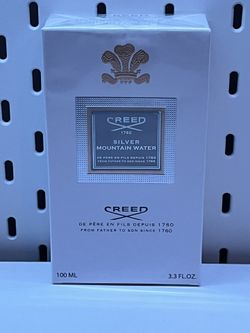 CREED
1760
SILVER
MOUNTAIN WATER
DE PÈRE EN FILS DEPUIS 1760
FROM FATHER TO SON SINCE 1760
CREED
DE PÈRE EN FILS DEPUIS 1760
FROM FATHER TO SON SINCE 1760
100 ML 3.3 FL.OZ.